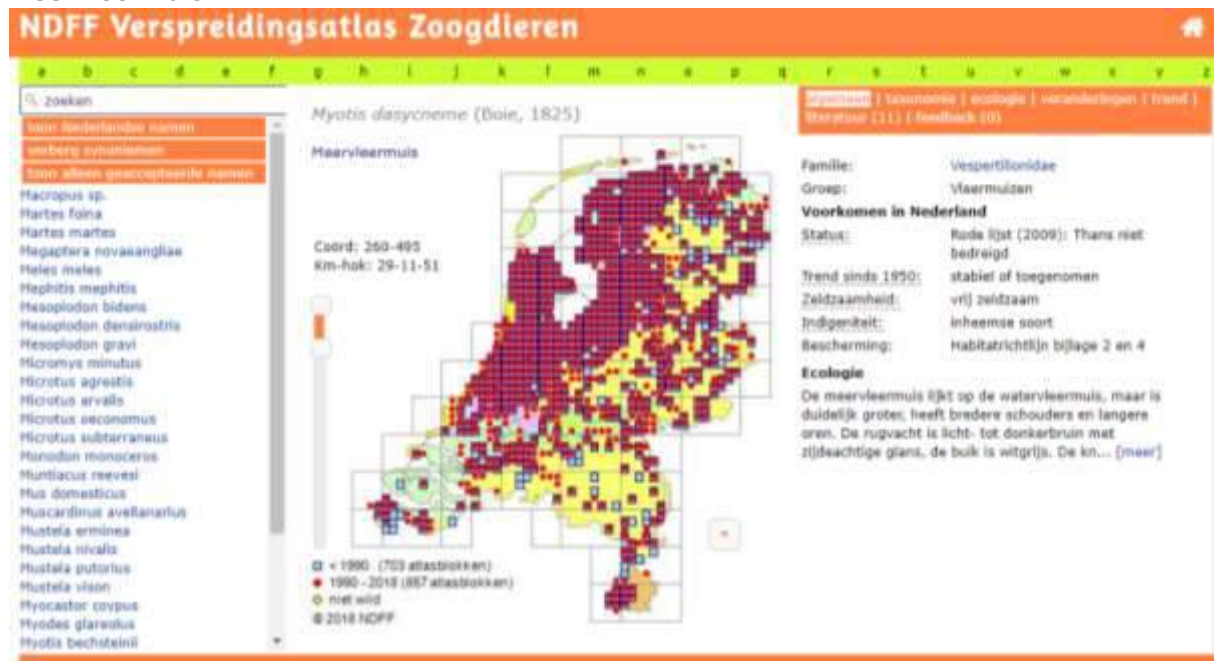 NDFF Verspreidingsatlas Zoogdieren
a b c d e f g h i j k l m n o p q r s t u v w x y z
zoeken
toon Nederlandse namen
verberg synoniemen
toon alleen geaccepteerde namen
Macropus sp.
Martes foina
Martes martes
Megaptera novaeangliae
Meles meles
Mephitis mephitis
Mesoplodon bidens
Mesoplodon densirostris
Mesoplodon grayi
Micromys minutus
Microtus agrestis
Microtus arvalis
Microtus oeconomus
Microtus subterraneus
Monodon monoceros
Muntiacus reevesi
Mus domesticus
Muscardinus avellanarius
Mustela erminea
Mustela nivalis
Mustela putorius
Mustela vison
Myocastor coypus
Myodes glareolus
Myotis bechsteinii
Myotis dasycneme (Boie, 1825)
Meervleermuis
Coörd: 260-495
Km-hok: 29-11-51
< 1990 (703 atlasblokken)
1990 - 2018 (887 atlasblokken)
niet wild
© 2018 NDFF
| taxonomie | ecologie | veranderingen | trend |
literatuur (11) | feedback (0)
Familie: Vespertilionidae
Groep: Vleermuizen
Voorkomen in Nederland
Status: Rode lijst (2009): Thans niet
bedreigd
Trend sinds 1950: stabiel of toegenomen
Zeldzaamheid: vrij zeldzaam
Indigeniteit: inheemse soort
Bescherming: Habitatrichtlijn bijlage 2 en 4
Ecologie
De meervleermuis lijkt op de watervleermuis, maar is
duidelijk groter, heeft bredere schouders en langere
oren. De rugvacht is licht- tot donkerbruin met
zijdeachtige glans, de buik is witgrijs. De kn... [meer]